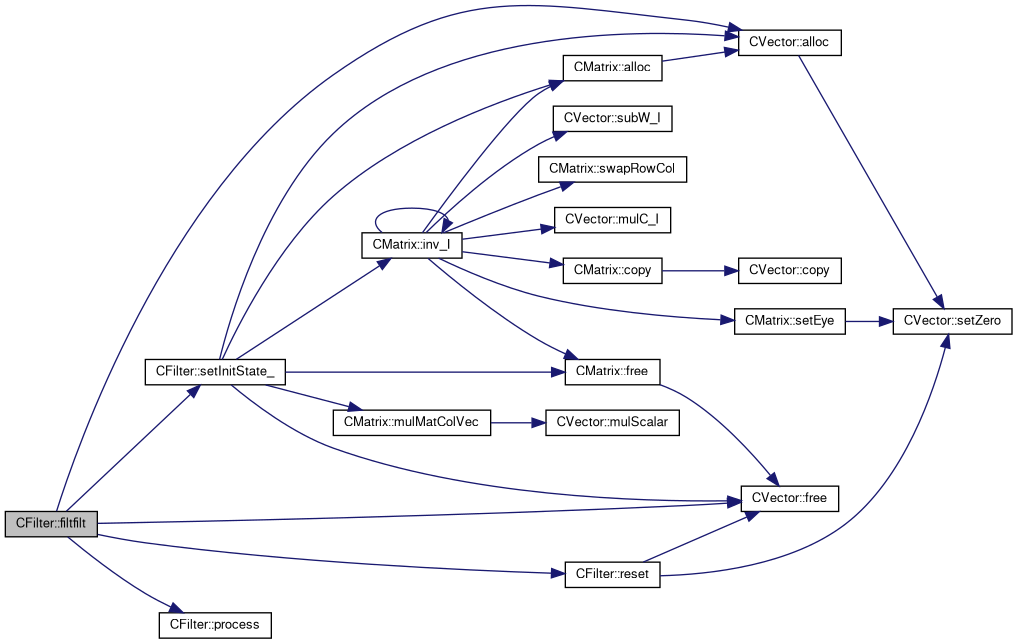 CVector::alloc
CMatrix::alloc
CVector::subW_I
CMatrix::swapRowCol
CVector::mulC_I
CMatrix::inv_I
CMatrix::copy
CVector::copy
CMatrix::setEye
CVector::setZero
CFilter::setInitState_
CMatrix::free
CMatrix::mulMatColVec
CVector::mulScalar
CVector::free
CFilter::filtfilt
CFilter::reset
CFilter::process